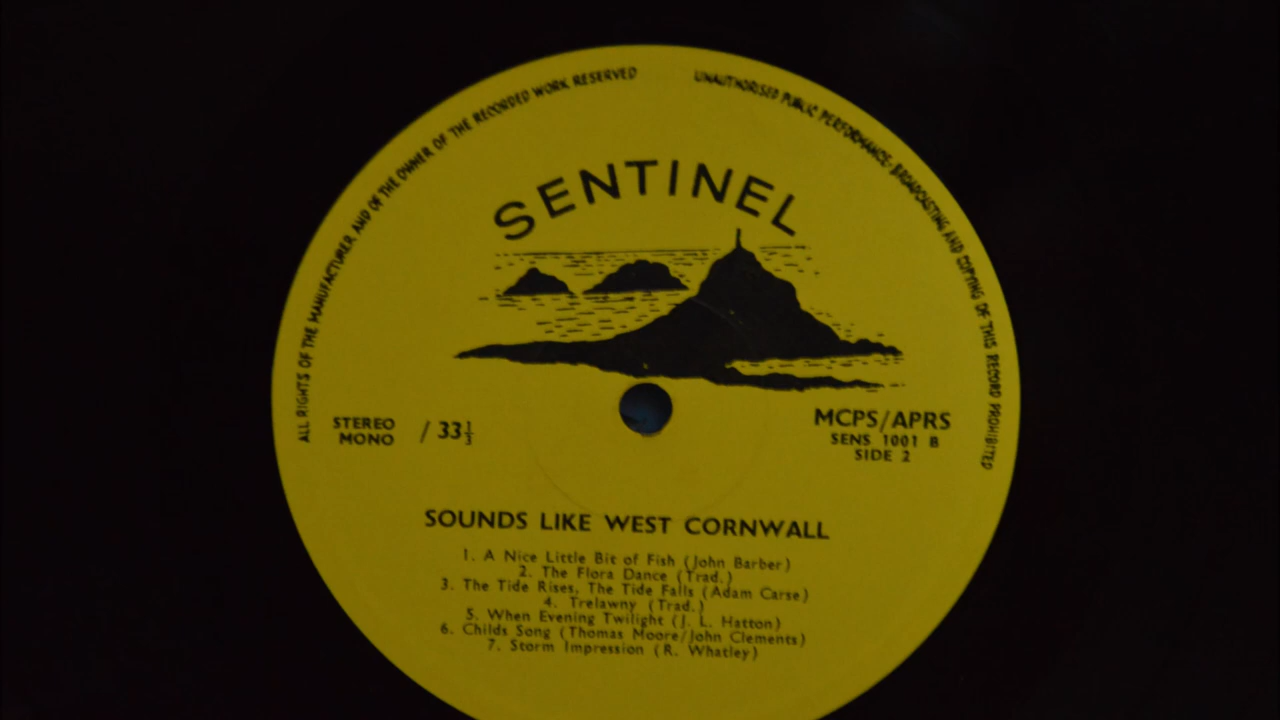 ALL RIGHTS OF THE MANUFACTURER AND OF THE OWNER OF THE RECORDED WORK RESERVED
UNAUTHORISED PUBLIC PERFORMANCE-BROADCASTING AND COPYING OF THIS RECORD PROHIBITED
SENTINEL
STEREO
MONO
/ 33⅓
MCPS/APRS
SENS 1001 B
SIDE 2
SOUNDS LIKE WEST CORNWALL
1. A Nice Little Bit of Fish (John Barber)
2. The Flora Dance (Trad.)
3. The Tide Rises, The Tide Falls (Adam Carse)
4. Trelawny (Trad.)
5. When Evening Twilight (J. L. Hatton)
6. Childs Song (Thomas Moore/John Clements)
7. Storm Impression (R. Whatley)